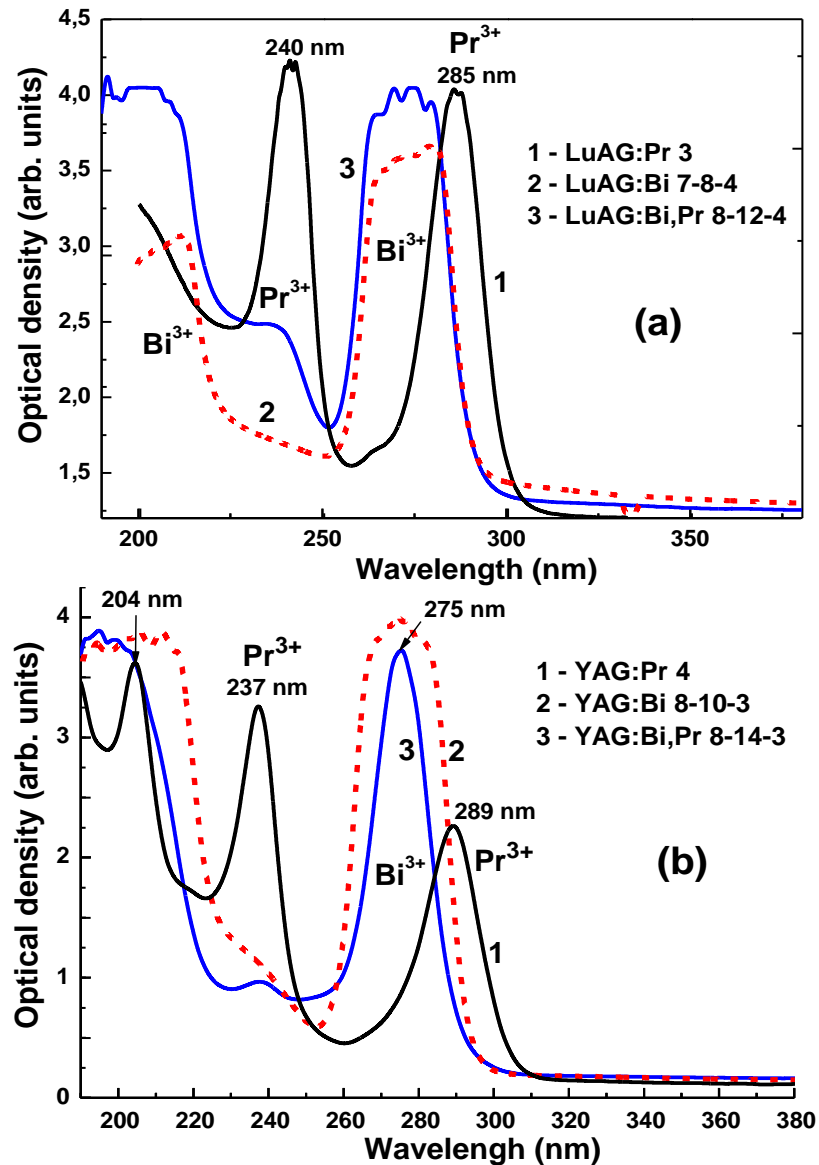 4,5
4,0
3,5
3,0
2,5
2,0
1,5
Optical density (arb. units)
240 nm
Pr3+
285 nm
3
1 - LuAG:Pr 3
2 - LuAG:Bi 7-8-4
3 - LuAG:Bi,Pr 8-12-4
Bi3+
Pr3+
1
Bi3+
2
(a)
200 250 300 350
Wavelength (nm)
204 nm
275 nm
4
3
2
1
0
Optical density (arb. units)
Pr3+
237 nm
1 - YAG:Pr 4
2 - YAG:Bi 8-10-3
3 - YAG:Bi,Pr 8-14-3
3
2
289 nm
Bi3+
Pr3+
(b)
1
200 220 240 260 280 300 320 340 360 380
Wavelengh (nm)